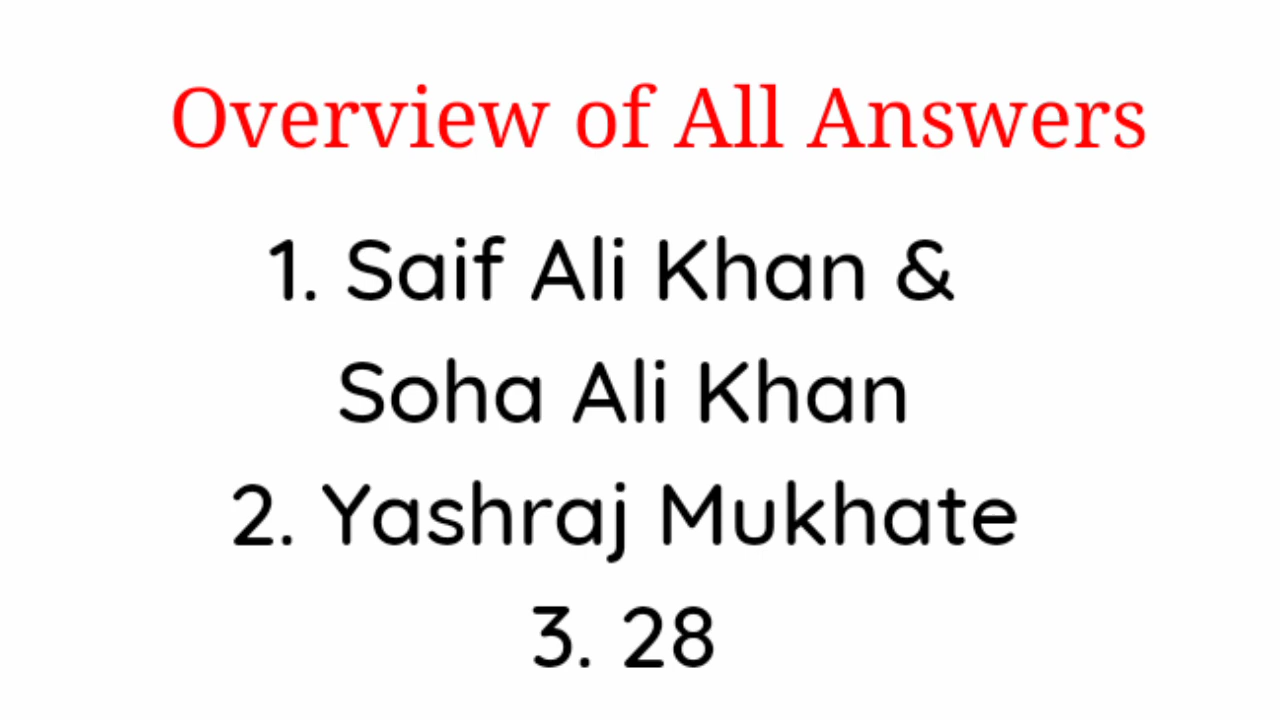 Overview of All Answers
1. Saif Ali Khan &
Soha Ali Khan
2. Yashraj Mukhate
3. 28